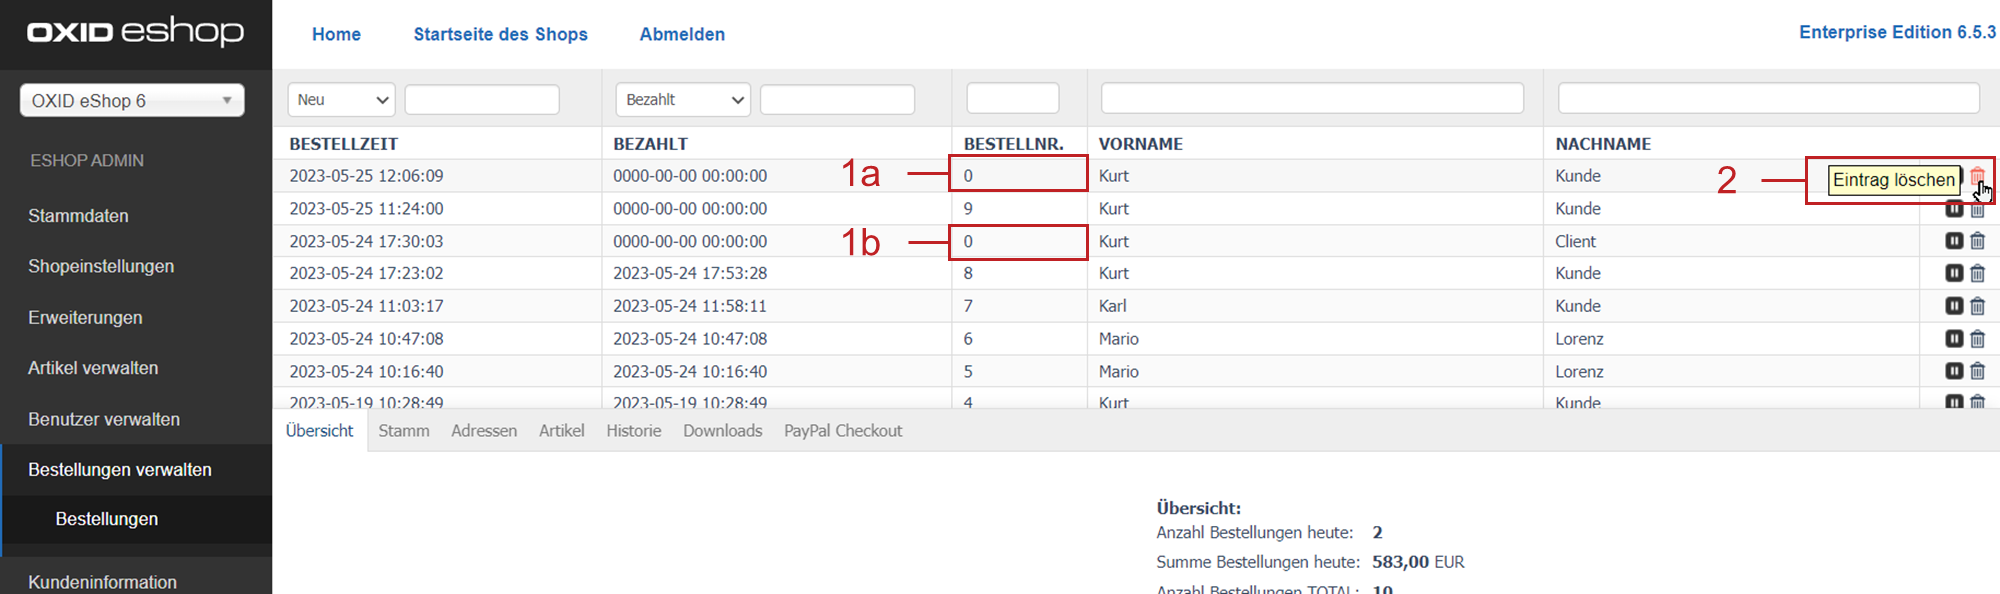 OXID eshop
Home Startseite des Shops Abmelden
Enterprise Edition 6.5.3
OXID eShop 6
Neu
Bezahlt
ESHOP ADMIN
Stammdaten
Shopeinstellungen
Erweiterungen
Artikel verwalten
Benutzer verwalten
Bestellungen verwalten
Bestellungen
Kundeninformation
BESTELLZEIT BEZAHLT BESTELLNR. VORNAME NACHNAME
2023-05-25 12:06:09 0000-00-00 00:00:00 1a 0 Kurt Kunde 2 Eintrag löschen
2023-05-25 11:24:00 0000-00-00 00:00:00 9 Kurt Kunde
2023-05-24 17:30:03 0000-00-00 00:00:00 1b 0 Kurt Client
2023-05-24 17:23:02 2023-05-24 17:53:28 8 Kurt Kunde
2023-05-24 11:03:17 2023-05-24 11:58:11 7 Karl Kunde
2023-05-24 10:47:08 2023-05-24 10:47:08 6 Mario Lorenz
2023-05-24 10:16:40 2023-05-24 10:16:40 5 Mario Lorenz
2023-05-19 10:28:49 2023-05-19 10:28:49 4 Kurt Kunde
Übersicht Stamm Adressen Artikel Historie Downloads PayPal Checkout
Übersicht:
Anzahl Bestellungen heute: 2
Summe Bestellungen heute: 583,00 EUR
Anzahl Bestellungen TOTAL: 10